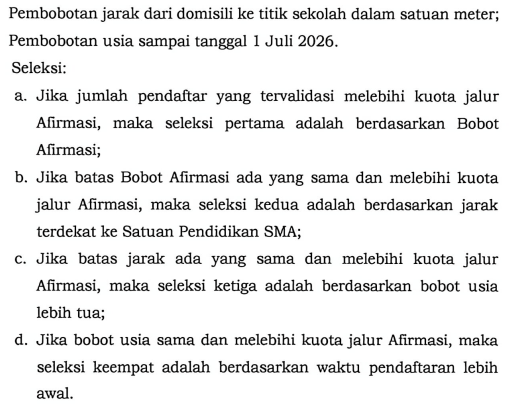 Pembobotan jarak dari domisili ke titik sekolah dalam satuan meter;
Pembobotan usia sampai tanggal 1 Juli 2026.
Seleksi:
a. Jika jumlah pendaftar yang tervalidasi melebihi kuota jalur
Afirmasi, maka seleksi pertama adalah berdasarkan Bobot
Afirmasi;
b. Jika batas Bobot Afirmasi ada yang sama dan melebihi kuota
jalur Afirmasi, maka seleksi kedua adalah berdasarkan jarak
terdekat ke Satuan Pendidikan SMA;
c. Jika batas jarak ada yang sama dan melebihi kuota jalur
Afirmasi, maka seleksi ketiga adalah berdasarkan bobot usia
lebih tua;
d. Jika bobot usia sama dan melebihi kuota jalur Afirmasi, maka
seleksi keempat adalah berdasarkan waktu pendaftaran lebih
awal.